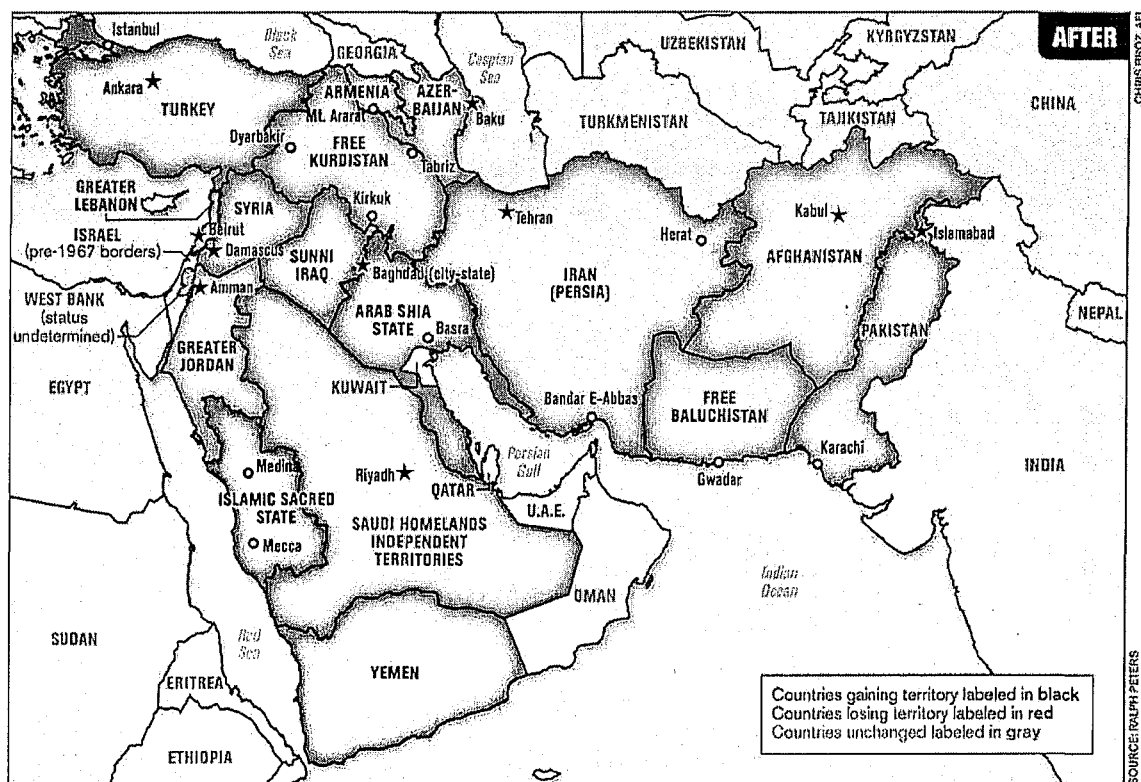 AFTER
CHRIS BROZ, AFJ
Istanbul
Black
Sea
GEORGIA
Caspian
Sea
UZBEKISTAN
KYRGYZSTAN
CHINA
Ankara
TURKEY
ARMENIA
AZER-
BAIJAN
Mt. Ararat
Baku
TURKMENISTAN
TAJIKISTAN
Dyarbakir
FREE
KURDISTAN
Tabriz
GREATER
LEBANON
SYRIA
Kirkuk
Tehran
Kabul
Herat
Islamabad
Beirut
ISRAEL
(pre-1967 borders)
Damascus
SUNNI
IRAQ
Baghdad (city-state)
IRAN
(PERSIA)
AFGHANISTAN
WEST BANK
(status
undetermined)
Amman
ARAB SHIA
STATE
Basra
PAKISTAN
NEPAL
GREATER
JORDAN
EGYPT
KUWAIT
Bandar E-Abbas
FREE
BALUCHISTAN
Medina
Riyadh
Persian
Gulf
Karachi
Gwadar
INDIA
ISLAMIC SACRED
STATE
QATAR
U.A.E.
Mecca
SAUDI HOMELANDS
INDEPENDENT
TERRITORIES
OMAN
Indian
Ocean
SUDAN
Red
Sea
YEMEN
ERITREA
ETHIOPIA
Countries gaining territory labeled in black
Countries losing territory labeled in red
Countries unchanged labeled in gray
SOURCE: RALPH PETERS